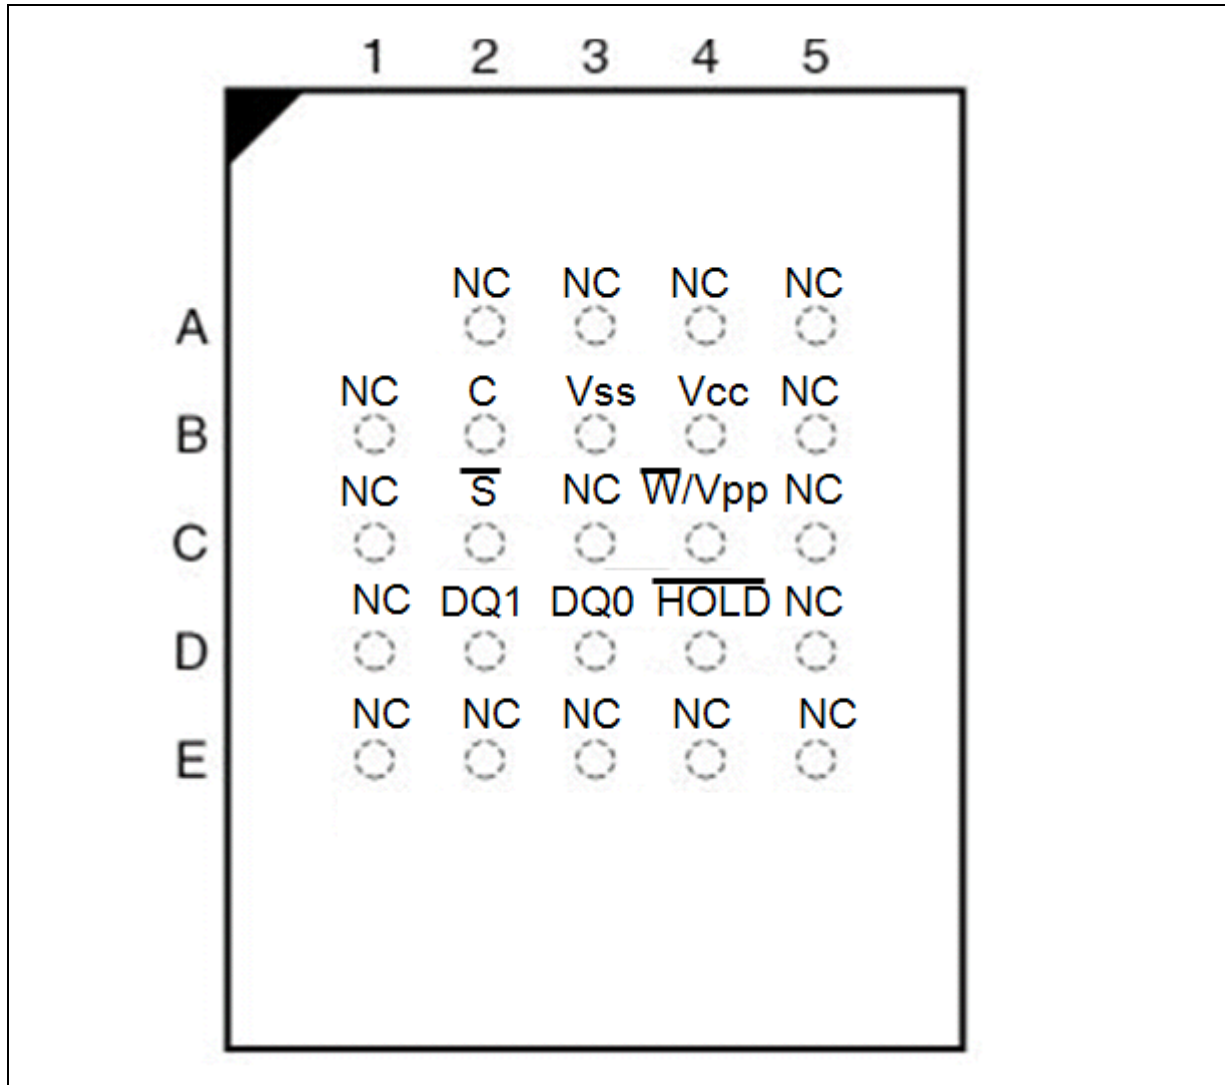 1 2 3 4 5
NC NC NC NC
A
NC C Vss Vcc NC
B
NC S̅ NC W̅/Vpp NC
C
NC DQ1 DQ0 H̅O̅L̅D̅ NC
D
NC NC NC NC NC
E